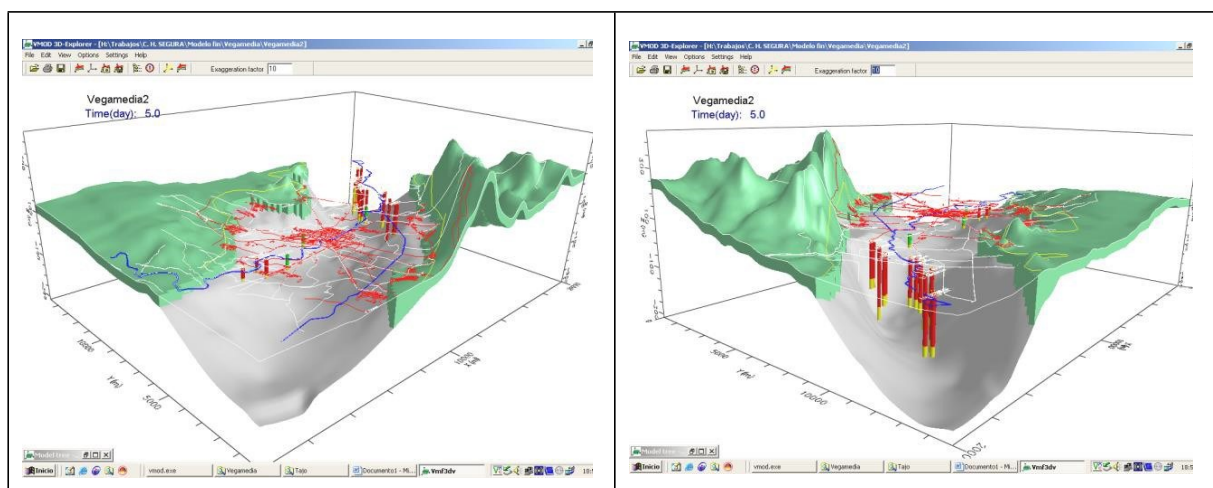 VMOD 3D-Explorer - [H:\Trabajos\C. H. SEGURA\Modelo fin\Vegamedia\Vegamedia2]
File Edit View Options Settings Help
Exaggeration factor 10
Vegamedia2
Time(day): 5.0
10000
Y(m)
5000
10000
X(m)
Model tree
Inicio vmod.exe Vegamedia Tajo Documento1 - Mi... Vmf3dv
VMOD 3D-Explorer - [H:\Trabajos\C. H. SEGURA\Modelo fin\Vegamedia\Vegamedia2]
File Edit View Options Settings Help
Exaggeration factor 10
Vegamedia2
Time(day): 5.0
5000
Y(m)
10000
Model tree
Inicio vmod.exe Vegamedia Tajo Documento1 - Mi... Vmf3dv